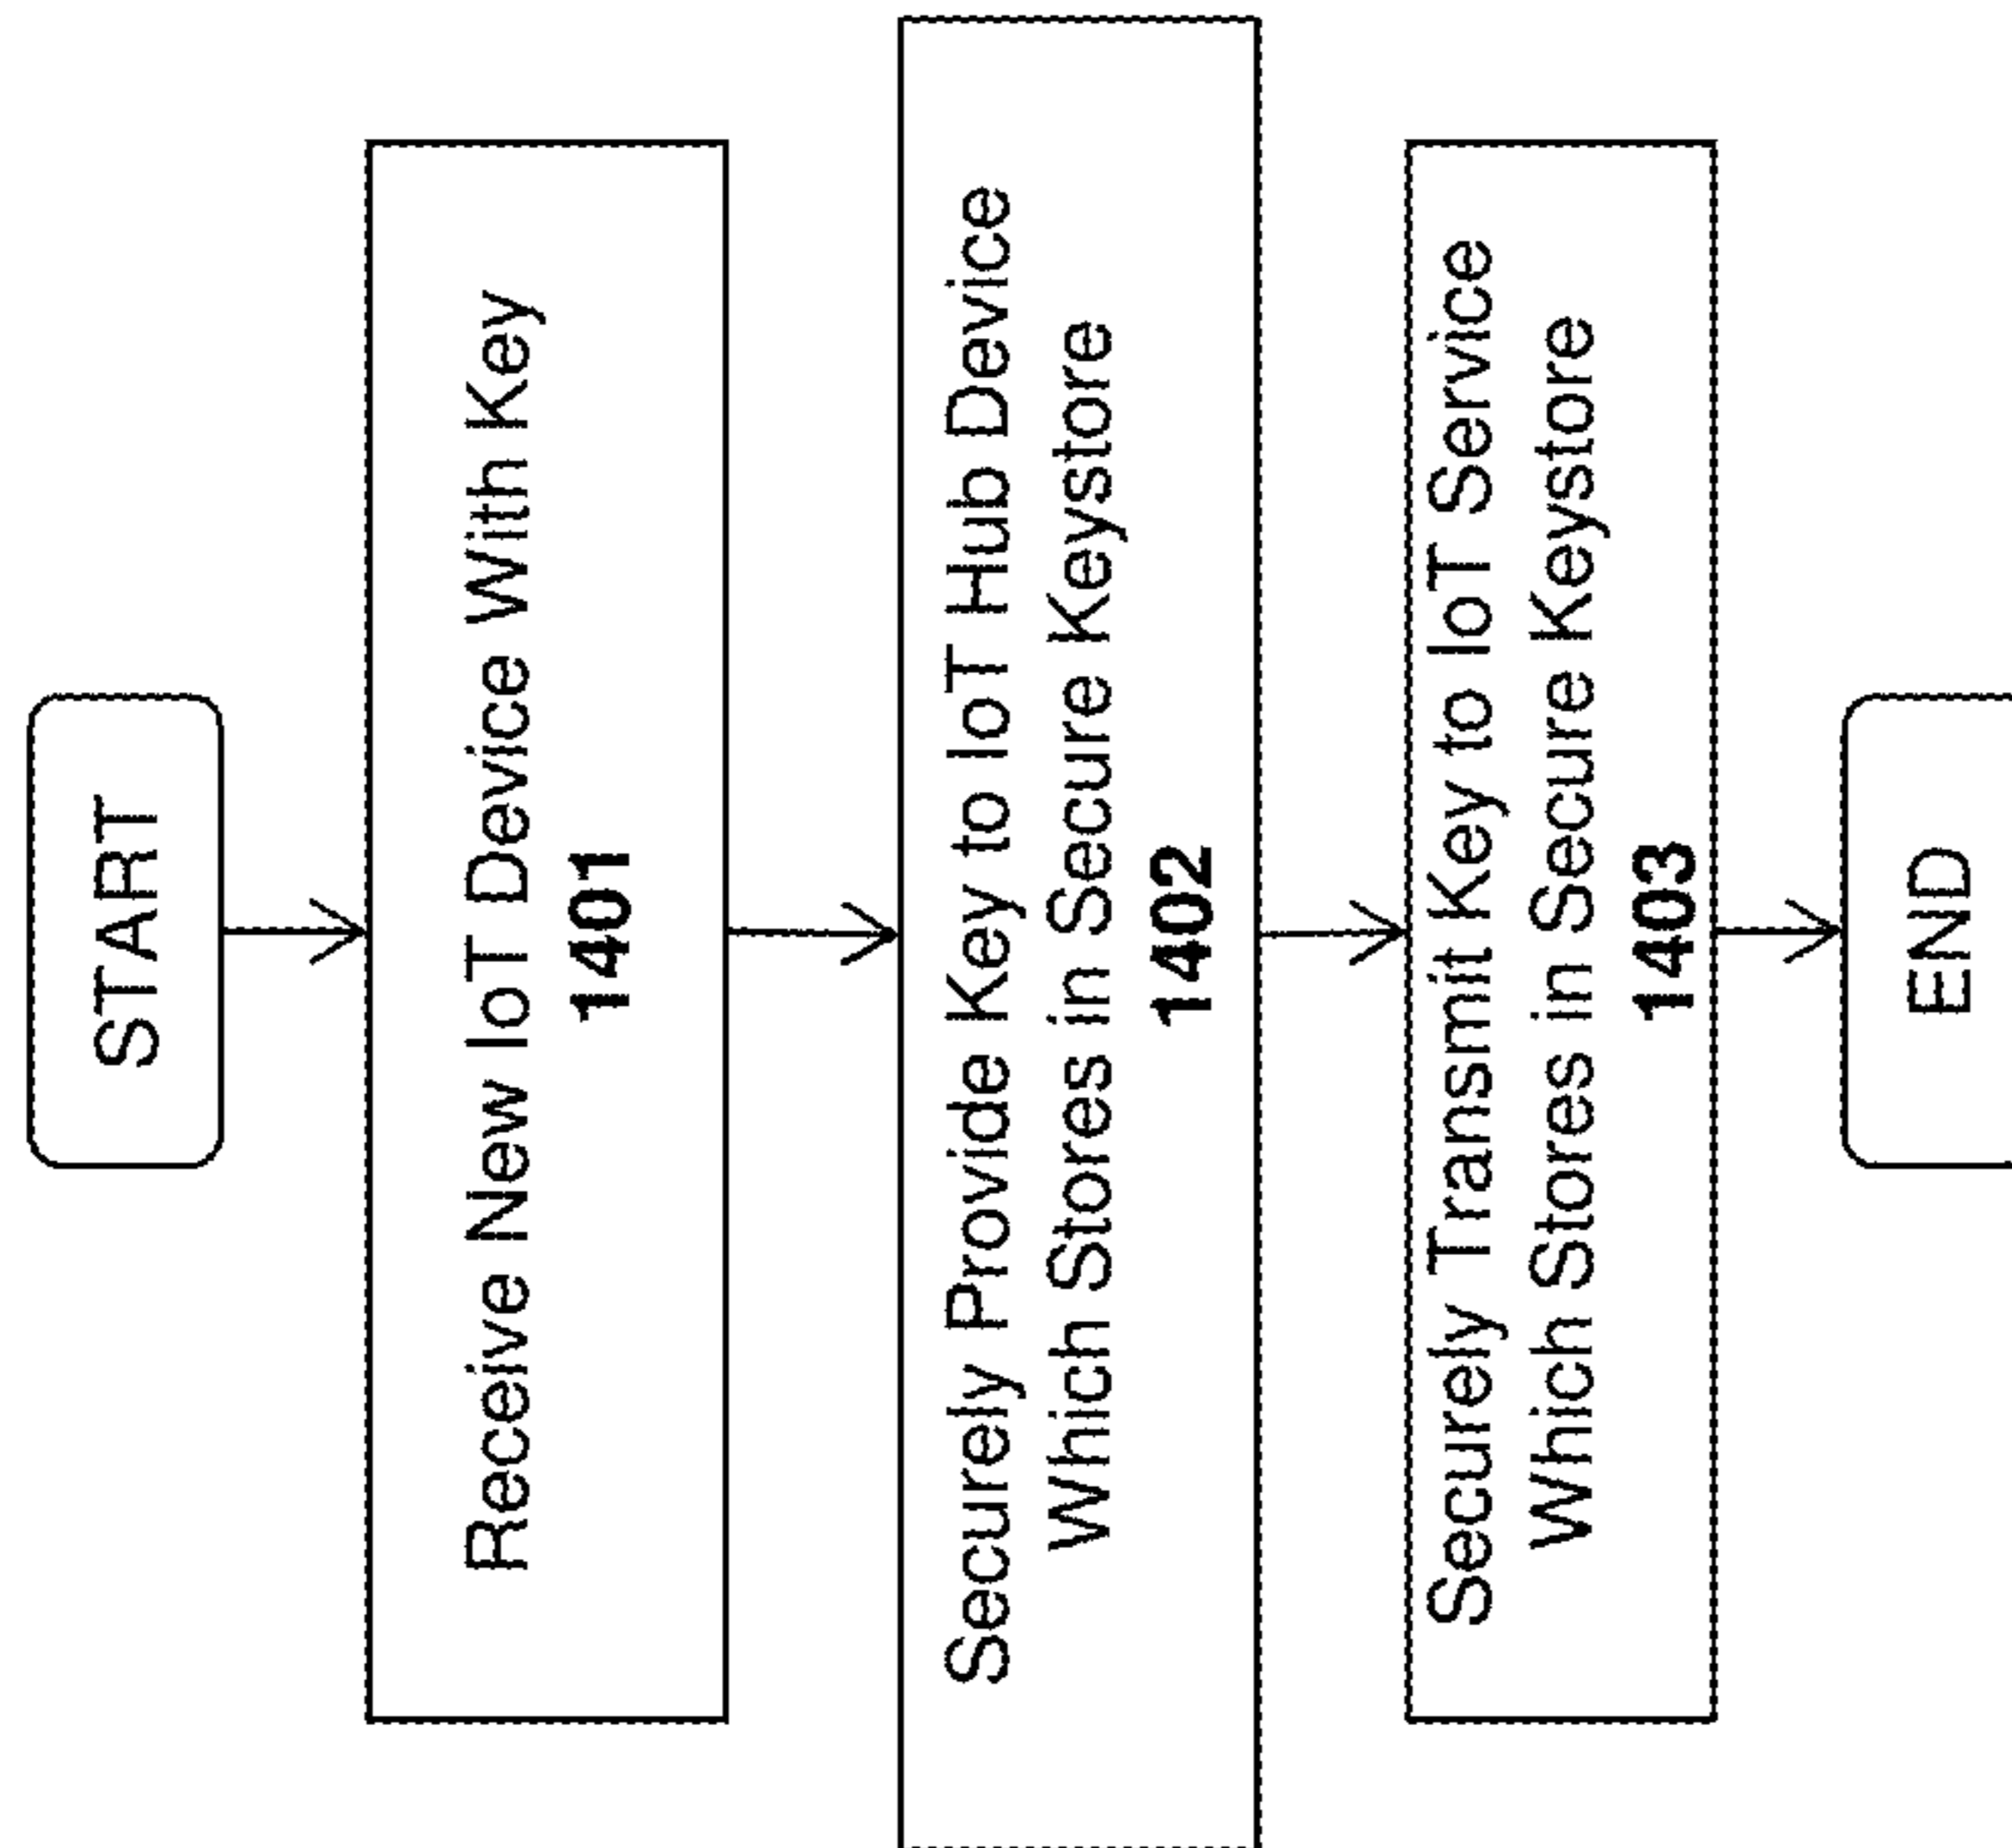 START
Receive New IoT Device With Key
1401
Securely Provide Key to IoT Hub Device
Which Stores in Secure Keystore
1402
Securely Transmit Key to IoT Service
Which Stores in Secure Keystore
1403
END